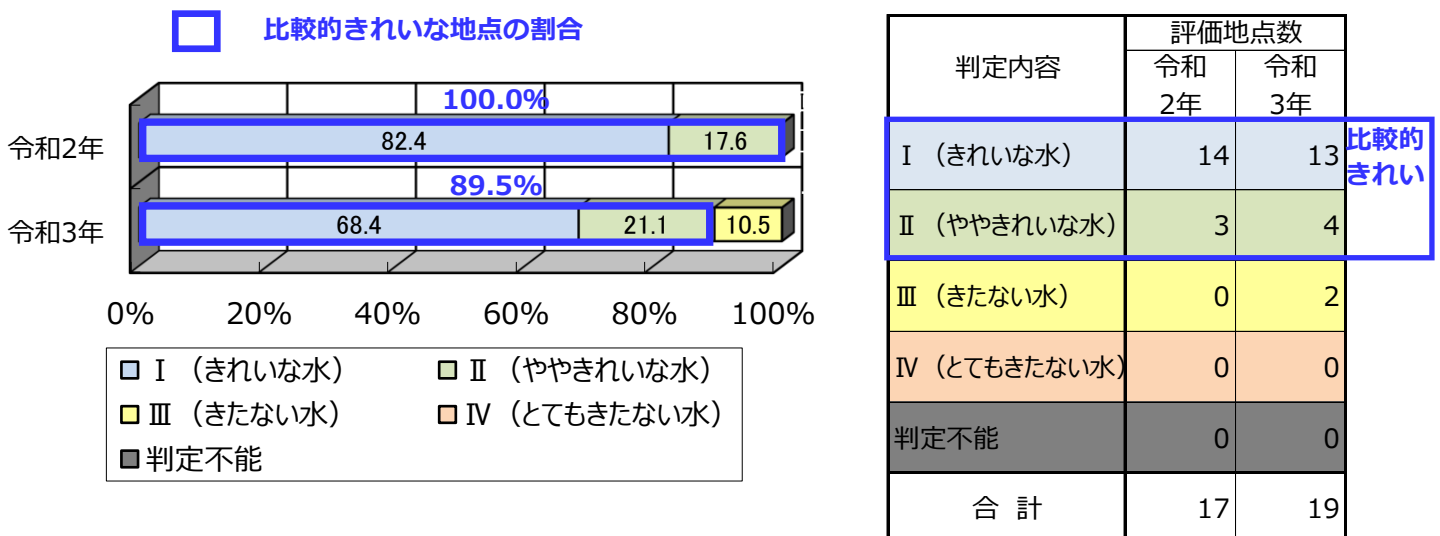 比較的きれいな地点の割合
100.0%
令和2年 82.4 17.6
89.5%
令和3年 68.4 21.1 10.5
0% 20% 40% 60% 80% 100%
Ⅰ （きれいな水） Ⅱ （ややきれいな水）
Ⅲ （きたない水） Ⅳ （とてもきたない水）
判定不能
判定内容 評価地点数
令和2年 令和3年
Ⅰ （きれいな水） 14 13
Ⅱ （ややきれいな水） 3 4
比較的
きれい
Ⅲ （きたない水） 0 2
Ⅳ （とてもきたない水） 0 0
判定不能 0 0
合 計 17 19